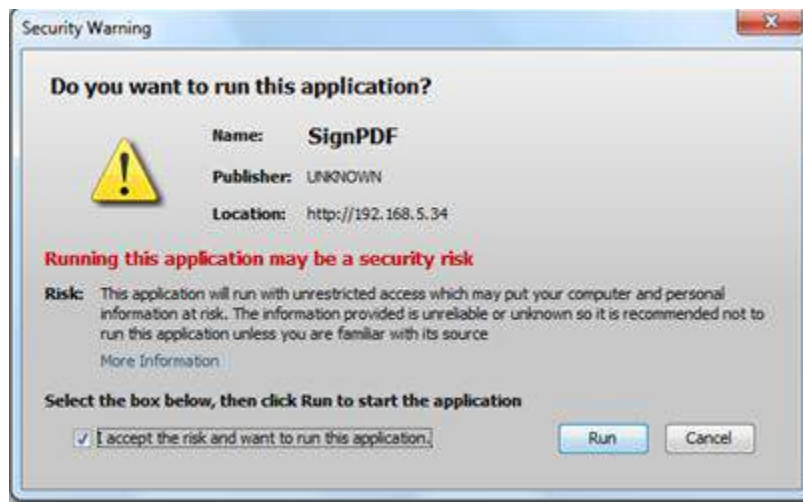 Security Warning
Do you want to run this application?
Name: SignPDF
Publisher: UNKNOWN
Location: http://192.168.5.34
Running this application may be a security risk
Risk: This application will run with unrestricted access which may put your computer and personal
information at risk. The information provided is unreliable or unknown so it is recommended not to
run this application unless you are familiar with its source
More Information
Select the box below, then click Run to start the application
I accept the risk and want to run this application.
Run Cancel